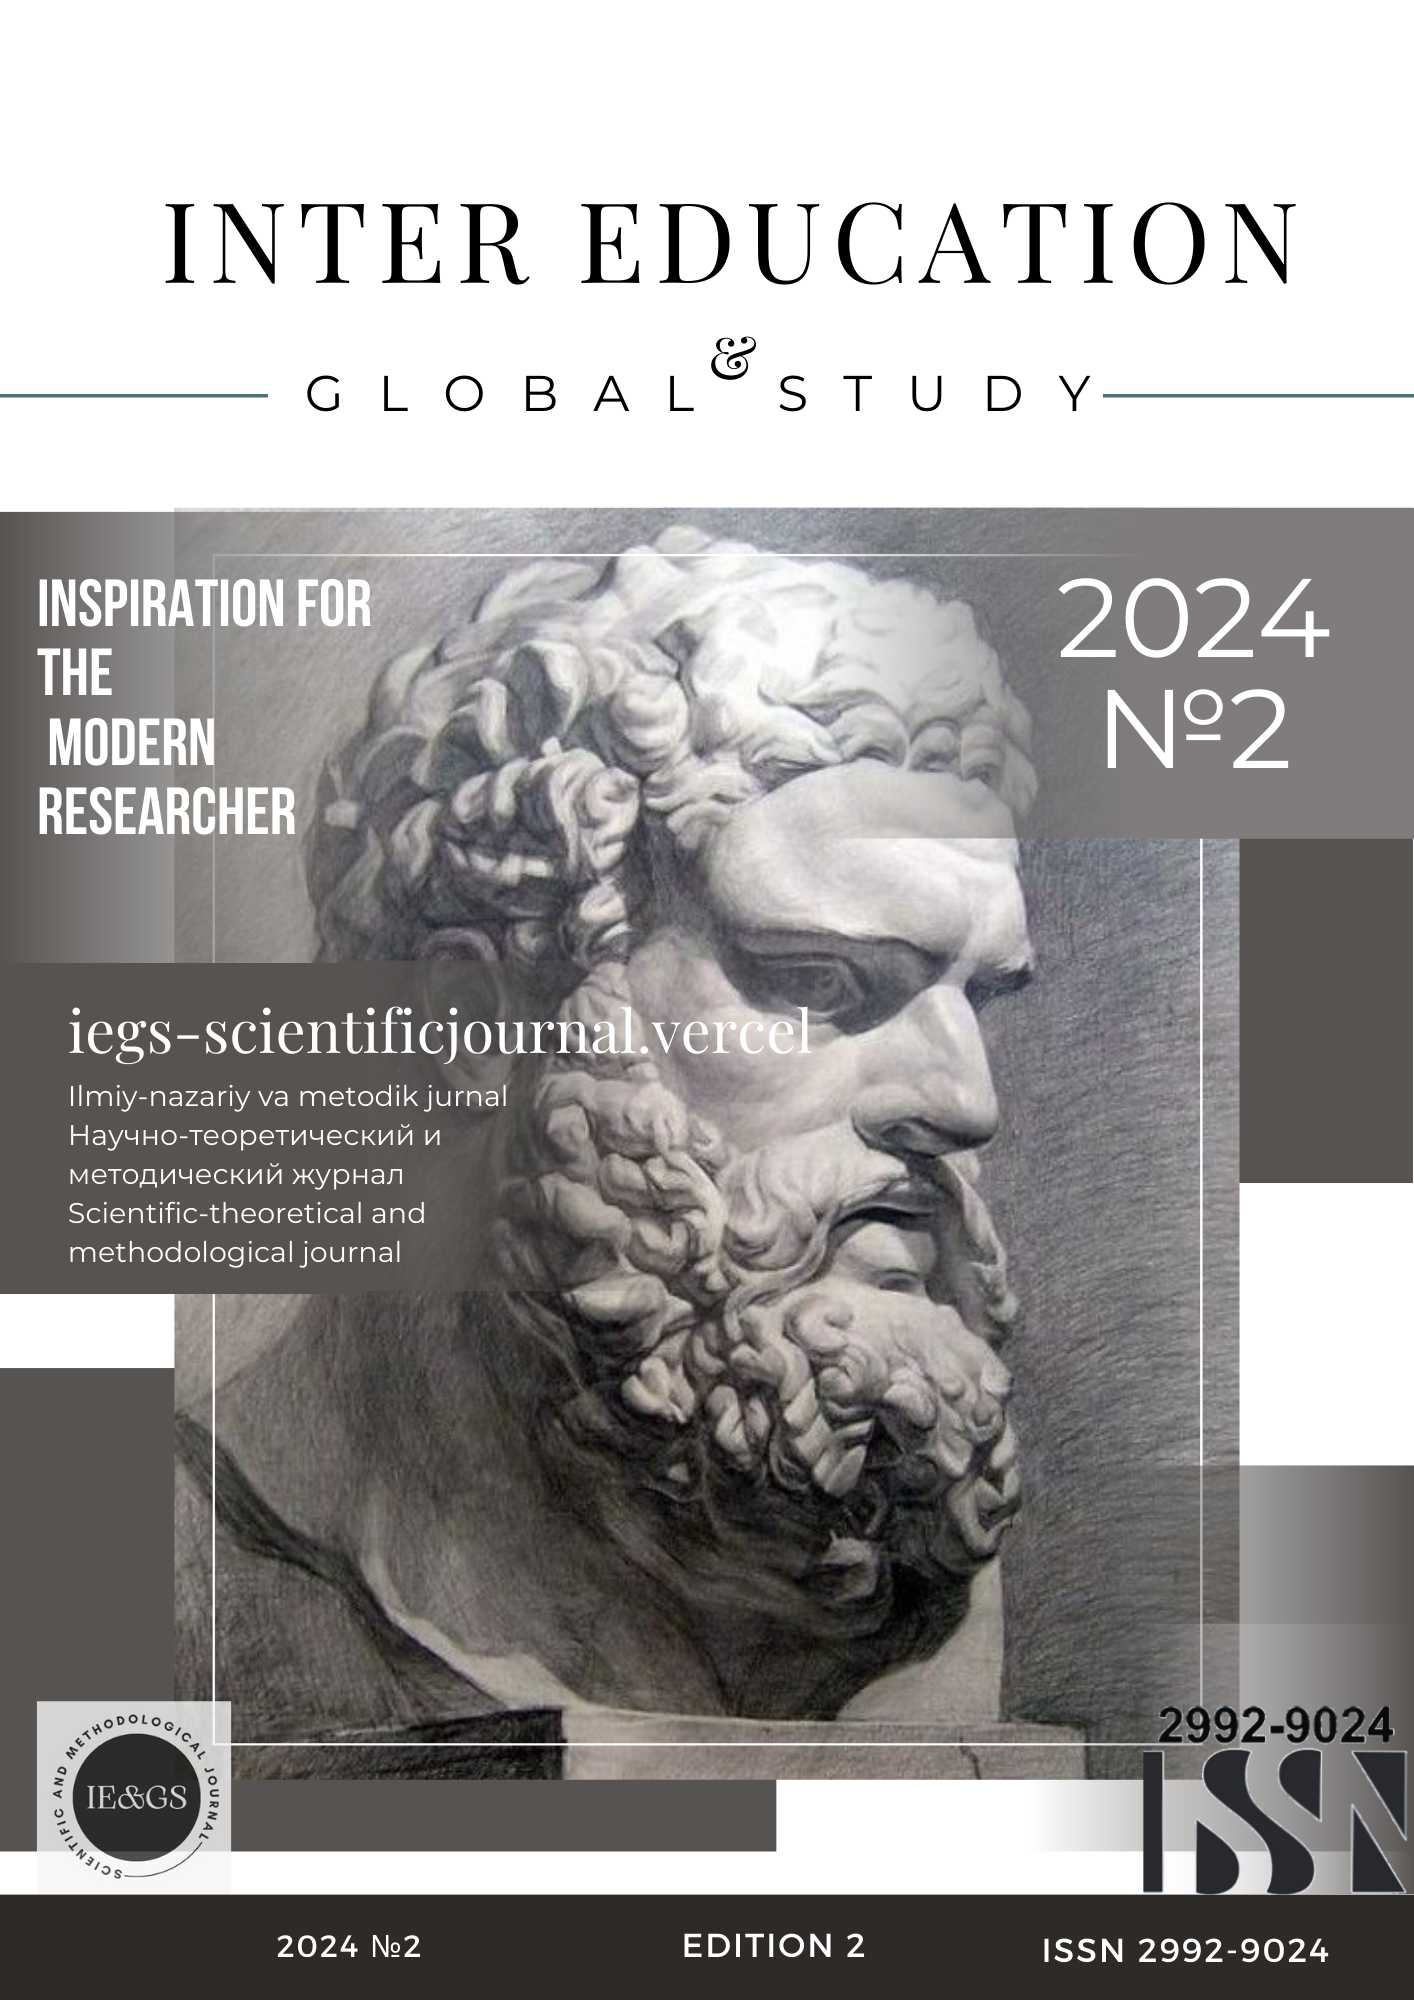 INTER EDUCATION
&
GLOBAL STUDY
INSPIRATION FOR
THE
MODERN
RESEARCHER
2024
№2
iegs-scientificjournal.vercel
Ilmiy-nazariy va metodik jurnal
Научно-теоретический и
методический журнал
Scientific-theoretical and
methodological journal
SCIENTIFIC AND METHODOLOGICAL JOURNAL
IE&GS
2992-9024
ISSN
2024 №2
EDITION 2
ISSN 2992-9024